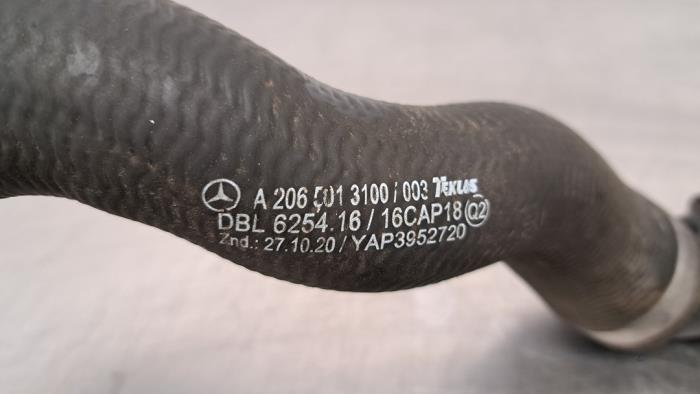 A 206 501 3100 / 003 TEKLAS
DBL 6254.16 / 16CAP18 Q2
Znd.: 27.10.20 / YAP3952720